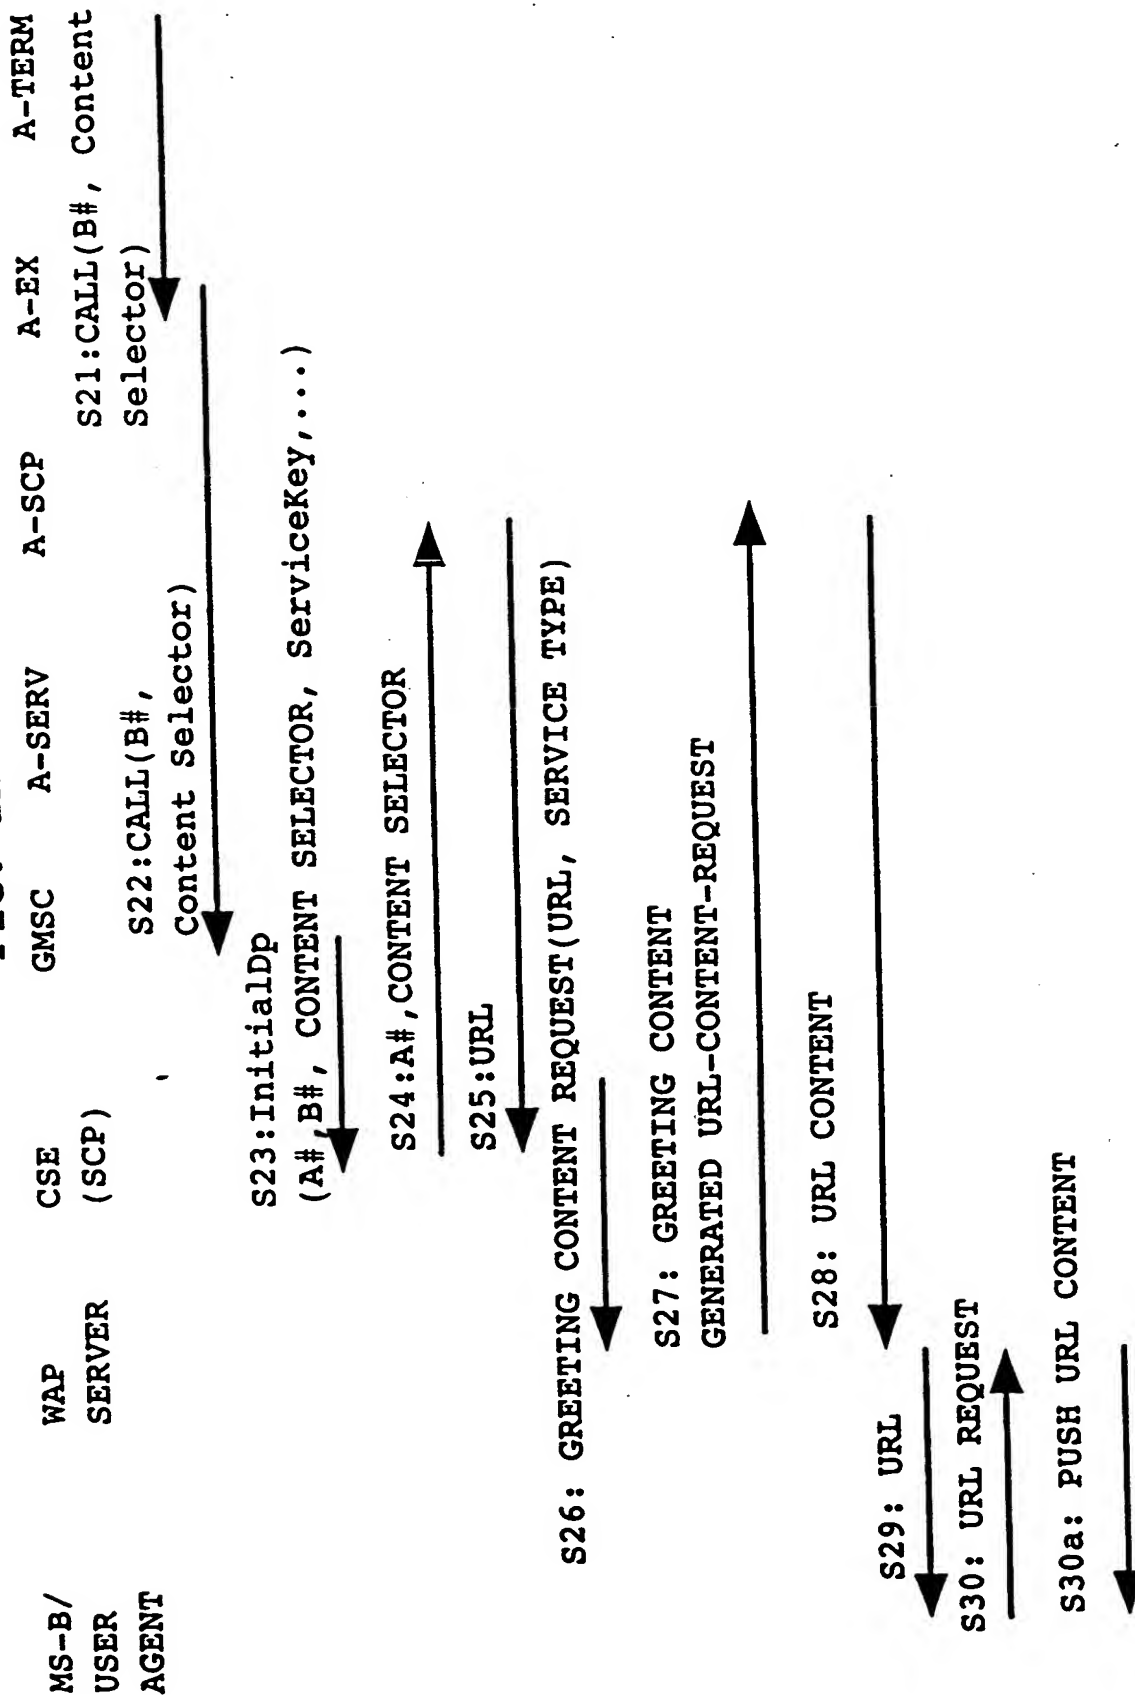 MS-B/
USER
AGENT
WAP
SERVER
CSE
(SCP)
GMSC
A-SERV
A-SCP
A-EX
A-TERM
S21:CALL(B#, Content
Selector)
S22:CALL(B#,
Content Selector)
S23:InitialDp
(A#,B#, CONTENT SELECTOR, ServiceKey,...)
S24:A#,CONTENT SELECTOR
S25:URL
S26: GREETING CONTENT REQUEST(URL, SERVICE TYPE)
S27: GREETING CONTENT
GENERATED URL-CONTENT-REQUEST
S28: URL CONTENT
S29: URL
S30: URL REQUEST
S30a: PUSH URL CONTENT